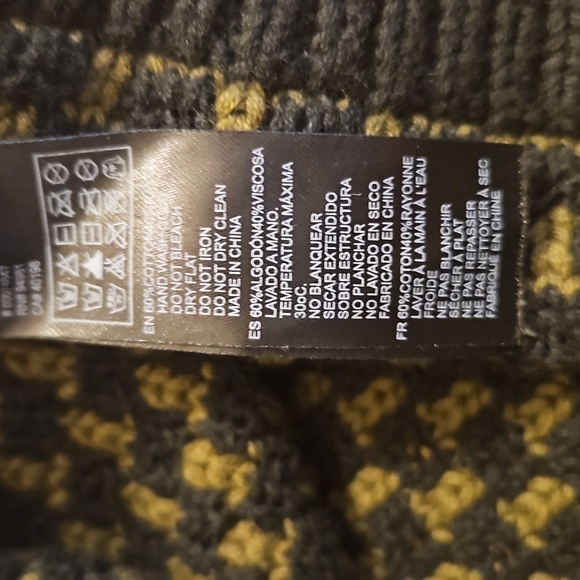 CA# 40198
EN 60%COTTON
HAND WASH
DO NOT BLEACH
DRY FLAT
DO NOT IRON
DO NOT DRY CLEAN
MADE IN CHINA
ES 60%ALGODÓN40%VISCOSA
LAVADO A MANO,
TEMPERATURA MÁXIMA
30oC,
NO BLANQUEAR
SECAR EXTENDIDO
SOBRE ESTRUCTURA
NO PLANCHAR
NO LAVADO EN SECO
FABRICADO EN CHINA
FR 60%COTON40%RAYONNE
LAVER À LA MAIN À L'EAU
FROIDE
NE PAS BLANCHIR
SÉCHER À PLAT
NE PAS REPASSER
NE PAS NETTOYER À SEC
FABRIQUÉ EN CHINE